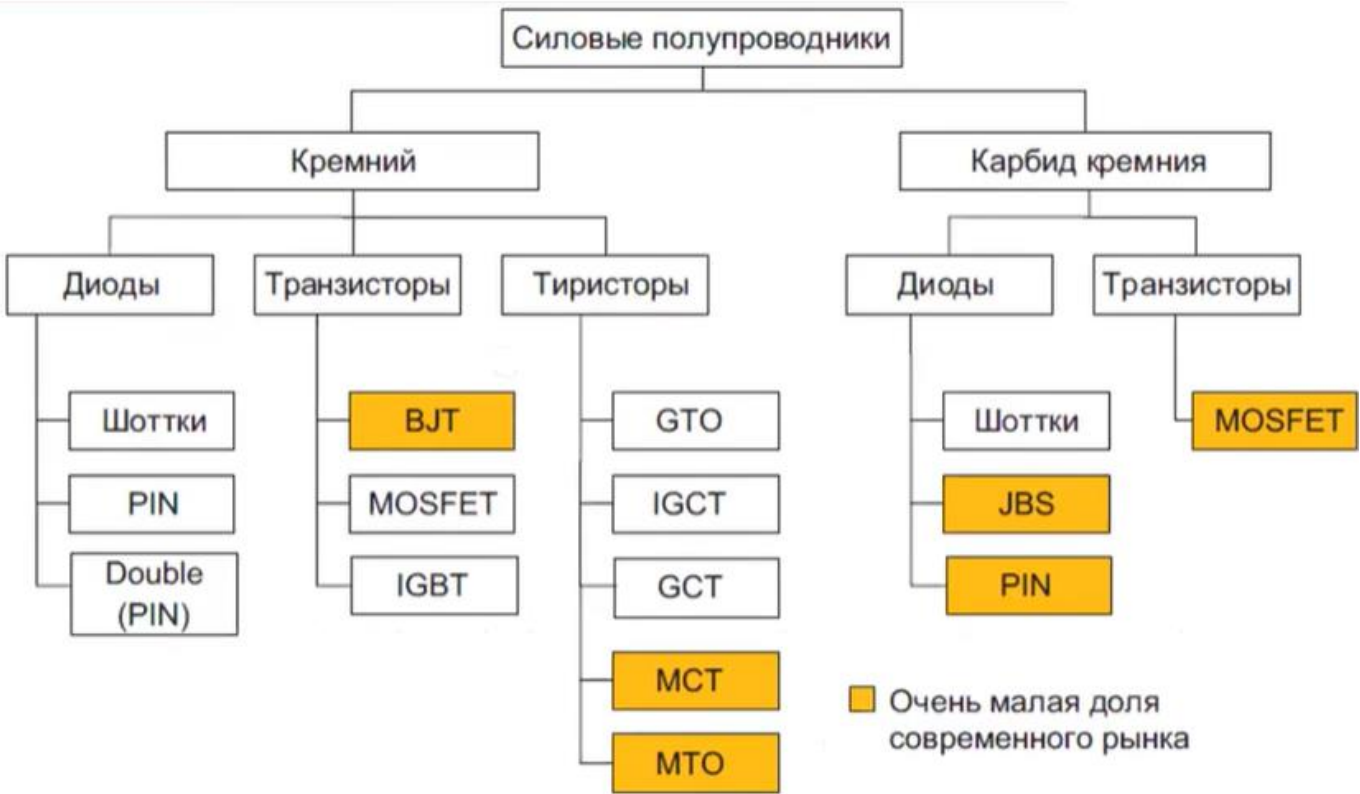 Силовые полупроводники
Кремний
Карбид кремния
Диоды
Транзисторы
Тиристоры
Диоды
Транзисторы
Шоттки
BJT
GTO
Шоттки
MOSFET
PIN
MOSFET
IGCT
JBS
Double
(PIN)
IGBT
GCT
PIN
MCT
MTO
Очень малая доля
современного рынка